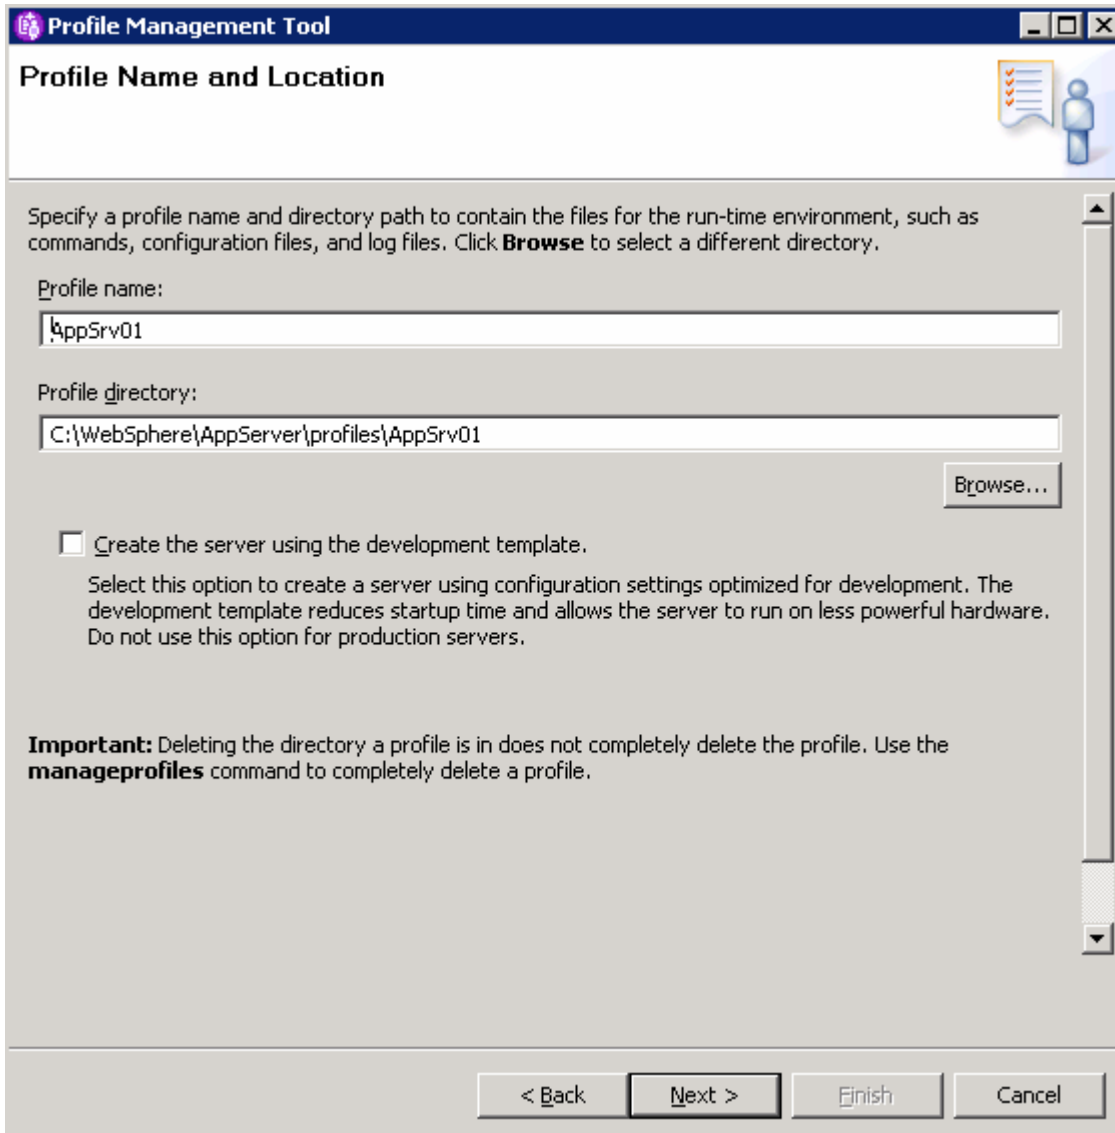 Profile Management Tool
Profile Name and Location
Specify a profile name and directory path to contain the files for the run-time environment, such as
commands, configuration files, and log files. Click Browse to select a different directory.
Profile name:
AppSrv01
Profile directory:
C:\WebSphere\AppServer\profiles\AppSrv01
Browse...
Create the server using the development template.
Select this option to create a server using configuration settings optimized for development. The
development template reduces startup time and allows the server to run on less powerful hardware.
Do not use this option for production servers.
Important: Deleting the directory a profile is in does not completely delete the profile. Use the
manageprofiles command to completely delete a profile.
< Back Next > Finish Cancel